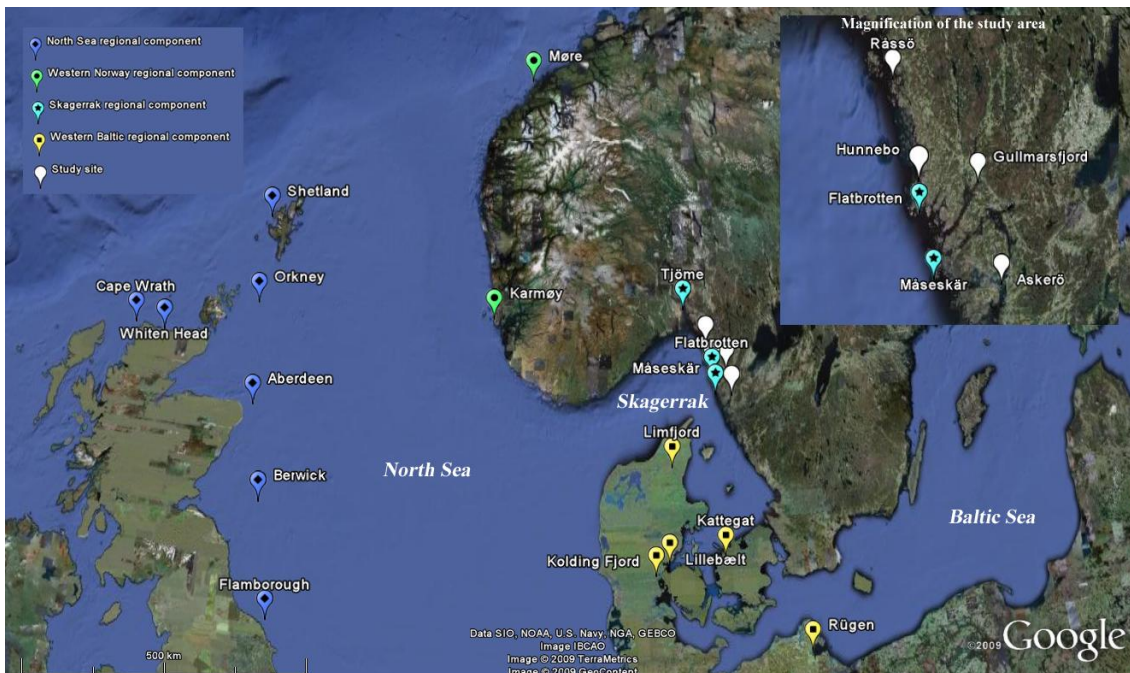 North Sea regional component
Western Norway regional component
Skagerrak regional component
Western Baltic regional component
Study site
Magnification of the study area
Råssö
Hunnebo
Gullmarsfjord
Flatbrotten
Måseskär
Askerö
Møre
Shetland
Orkney
Cape Wrath
Whiten Head
Karmøy
Tjöme
Flatbrotten
Måseskär
Aberdeen
Skagerrak
Limfjord
North Sea
Berwick
Kattegat
Baltic Sea
Kolding Fjord
Lillebælt
Flamborough
Rügen
Data SIO, NOAA, U.S. Navy, NGA, GEBCO
Image IBCAO
Image © 2009 TerraMetrics
Image © 2009 GeoContent
©2009 Google
500 km